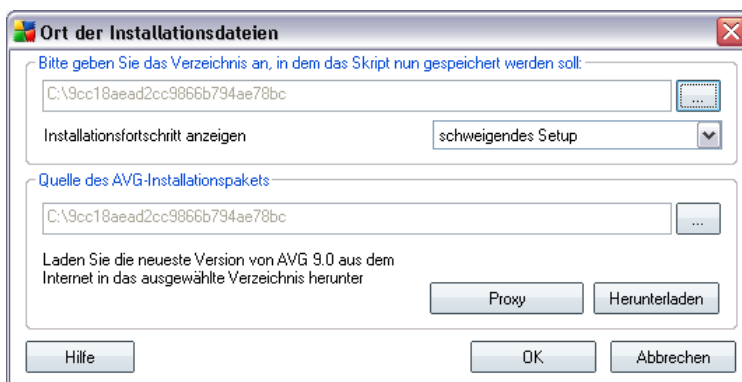 Ort der Installationsdateien
Bitte geben Sie das Verzeichnis an, in dem das Skript nun gespeichert werden soll:
C:\9cc18aead2cc9866b794ae78bc
...
Installationsfortschritt anzeigen
schweigendes Setup
Quelle des AVG-Installationspakets
C:\9cc18aead2cc9866b794ae78bc
...
Laden Sie die neueste Version von AVG 9.0 aus dem
Internet in das ausgewählte Verzeichnis herunter
Proxy
Herunterladen
Hilfe
OK
Abbrechen